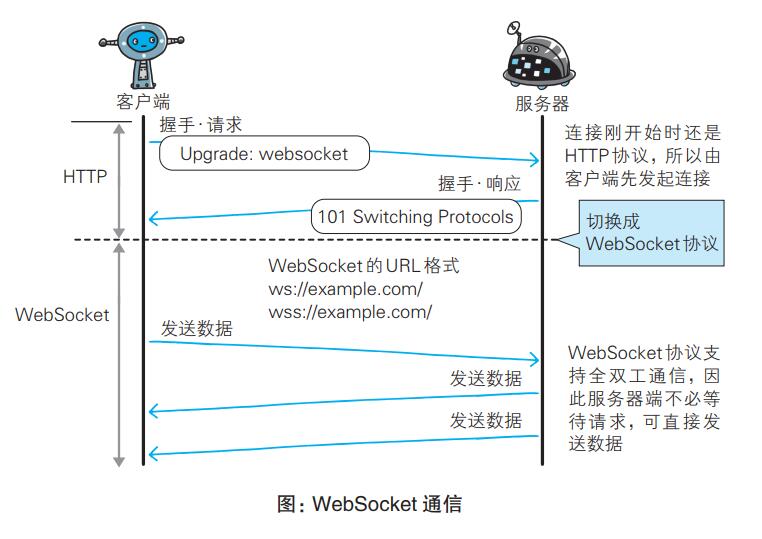 客户端
服务器
握手·请求
Upgrade: websocket
连接刚开始时还是
HTTP协议，所以由
客户端先发起连接
HTTP
握手·响应
101 Switching Protocols
切换成
WebSocket协议
WebSocket的URL格式
ws://example.com/
wss://example.com/
WebSocket
发送数据
发送数据
发送数据
WebSocket协议支
持全双工通信，因
此服务器端不必等
待请求，可直接发
送数据
图：WebSocket 通信